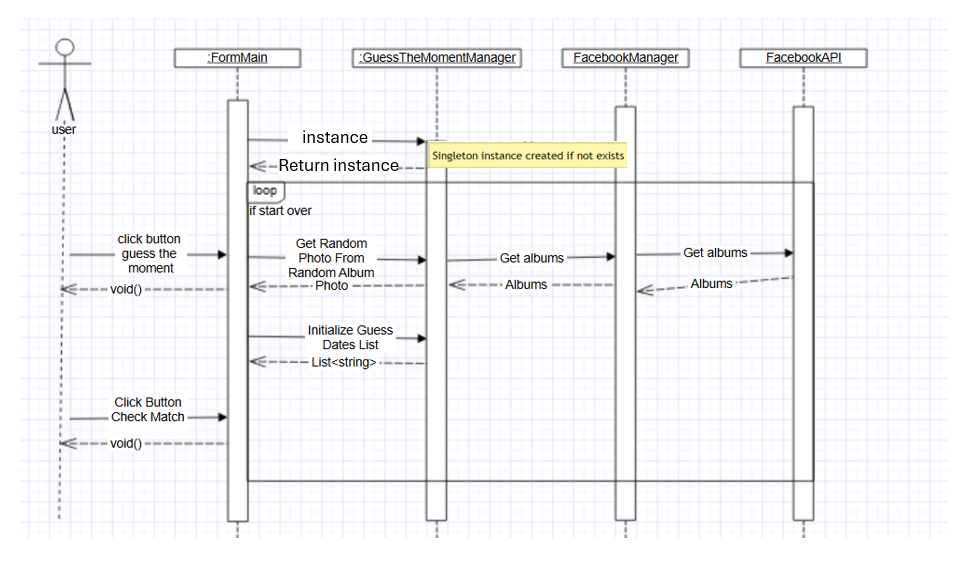 :FormMain
:GuessTheMomentManager
FacebookManager
FacebookAPI
user
instance
Singleton instance created if not exists
Return instance
loop
if start over
click button
guess the
moment
Get Random
Photo From
Random Album
Get albums
Get albums
void()
Photo
Albums
Albums
Initialize Guess
Dates List
List<string>
Click Button
Check Match
void()